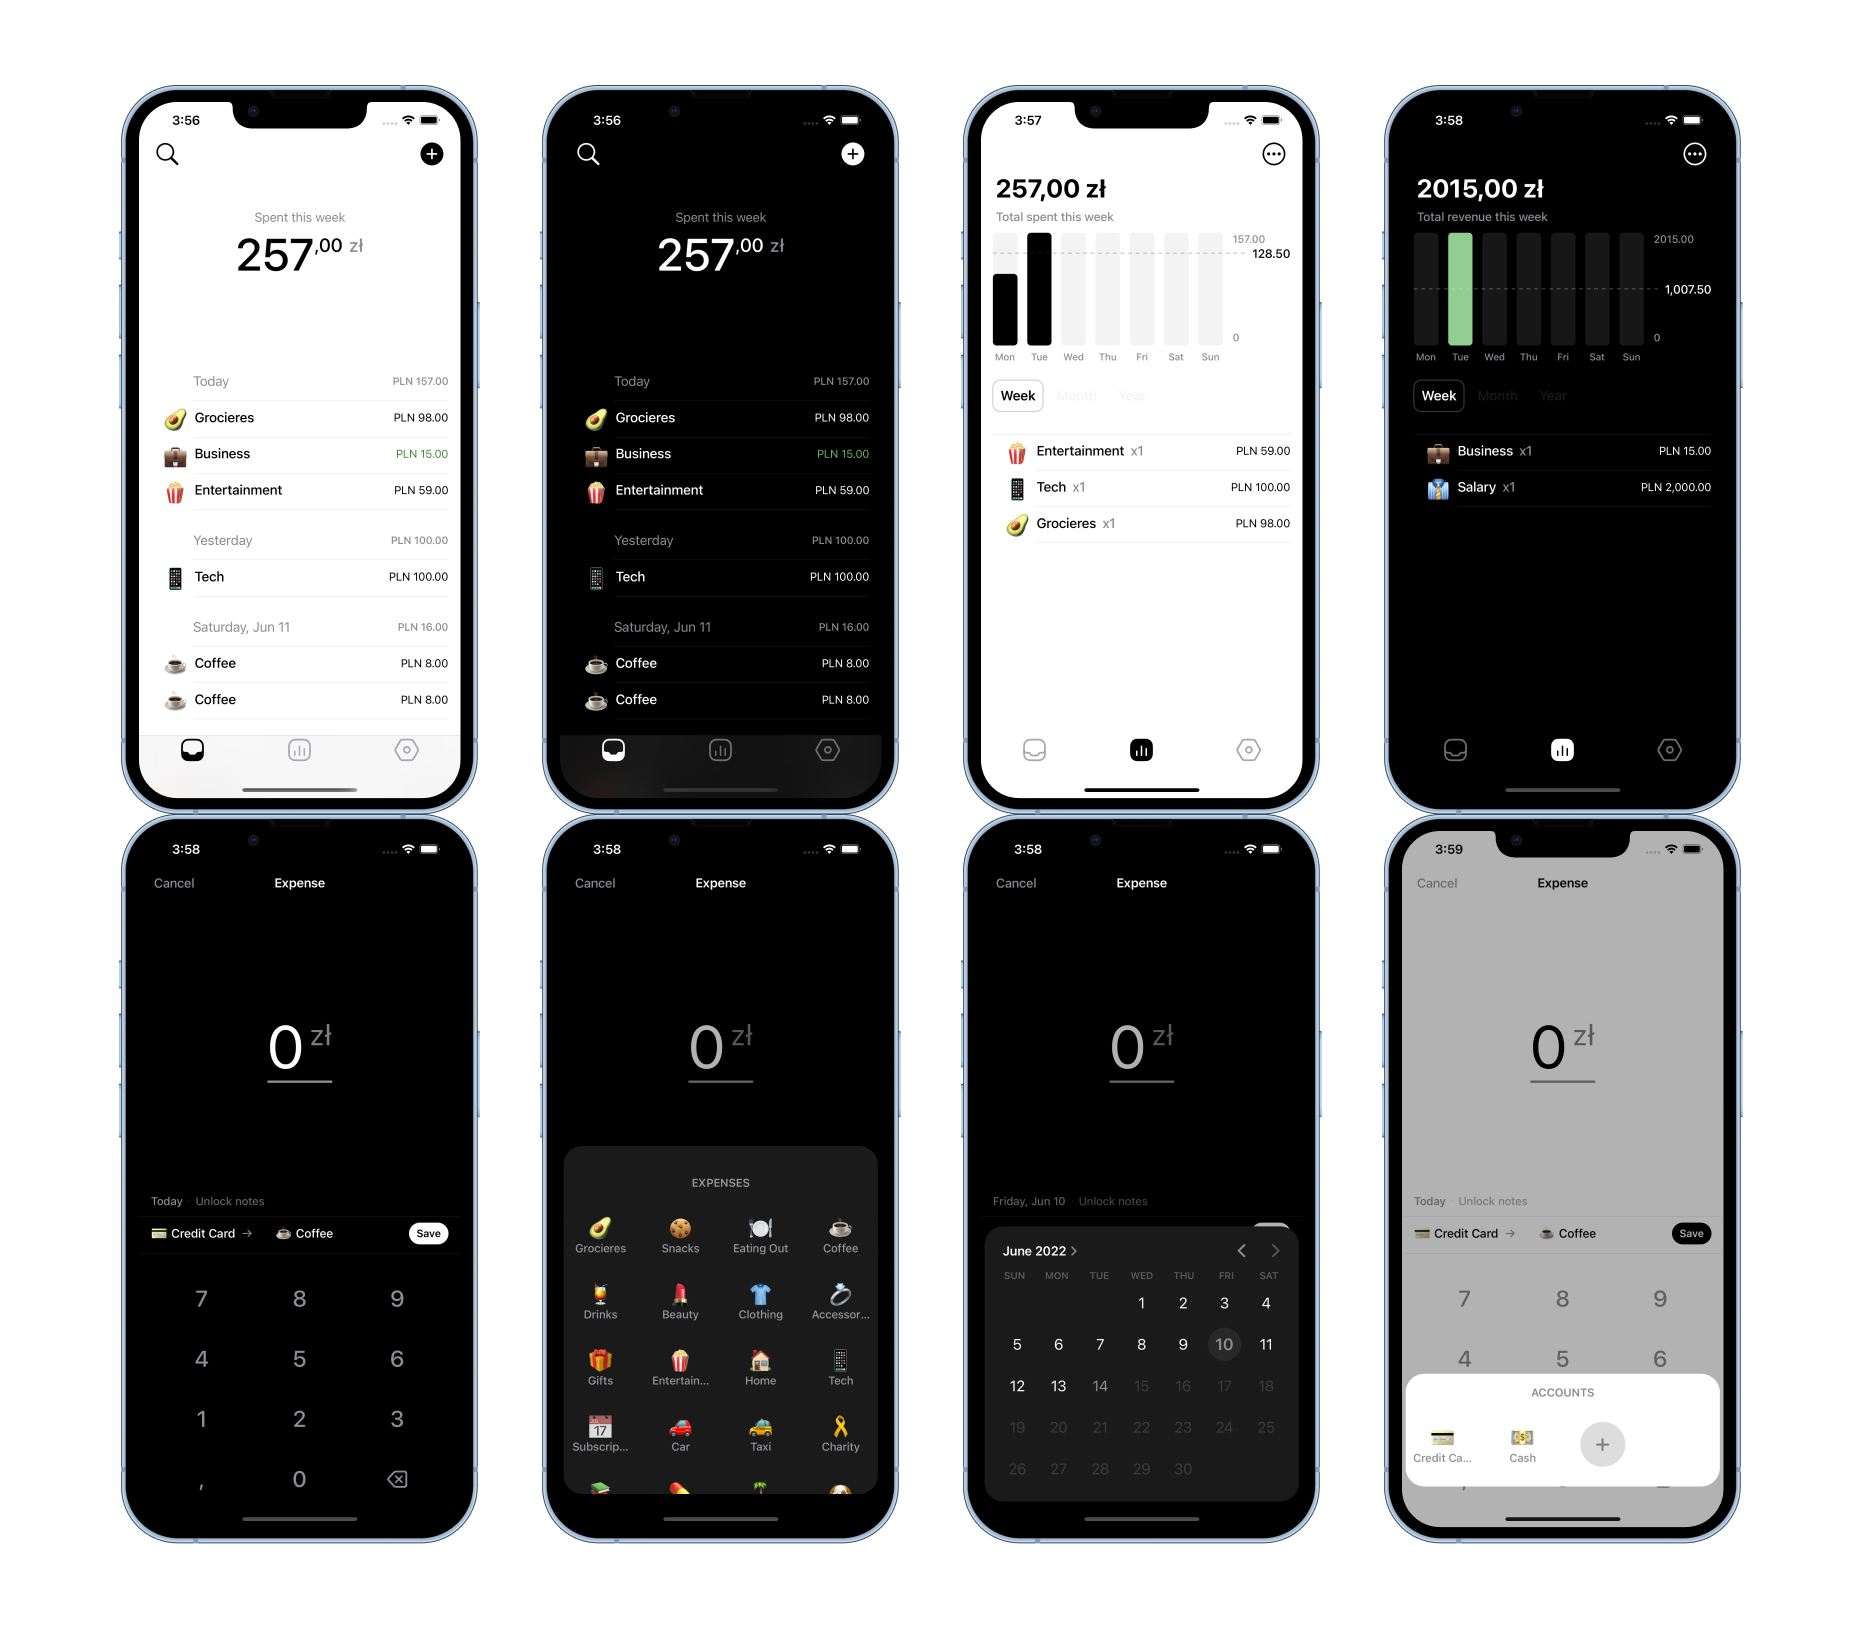 3:56
Spent this week
257,00 zł
Today PLN 157.00
Grocieres PLN 98.00
Business PLN 15.00
Entertainment PLN 59.00
Yesterday PLN 100.00
Tech PLN 100.00
Saturday, Jun 11 PLN 16.00
Coffee PLN 8.00
Coffee PLN 8.00
3:56
Spent this week
257,00 zł
Today PLN 157.00
Grocieres PLN 98.00
Business PLN 15.00
Entertainment PLN 59.00
Yesterday PLN 100.00
Tech PLN 100.00
Saturday, Jun 11 PLN 16.00
Coffee PLN 8.00
Coffee PLN 8.00
3:57
257,00 zł
Total spent this week
157.00
128.50
0
Mon Tue Wed Thu Fri Sat Sun
Week Month Year
Entertainment x1 PLN 59.00
Tech x1 PLN 100.00
Grocieres x1 PLN 98.00
3:58
2015,00 zł
Total revenue this week
2015.00
1,007.50
0
Mon Tue Wed Thu Fri Sat Sun
Week Month Year
Business x1 PLN 15.00
Salary x1 PLN 2,000.00
3:58
Cancel Expense
0 zł
Today · Unlock notes
Credit Card → Coffee Save
7 8 9
4 5 6
1 2 3
, 0
3:58
Cancel Expense
0 zł
EXPENSES
Grocieres Snacks Eating Out Coffee
Drinks Beauty Clothing Accessor...
Gifts Entertain... Home Tech
17
Subscrip... Car Taxi Charity
3:58
Cancel Expense
0 zł
Friday, Jun 10 · Unlock notes
June 2022
SUN MON TUE WED THU FRI SAT
1 2 3 4
5 6 7 8 9 10 11
12 13 14 15 16 17 18
19 20 21 22 23 24 25
26 27 28 29 30
3:59
Cancel Expense
0 zł
Today · Unlock notes
Credit Card → Coffee Save
7 8 9
4 5 6
ACCOUNTS
Credit Ca... Cash